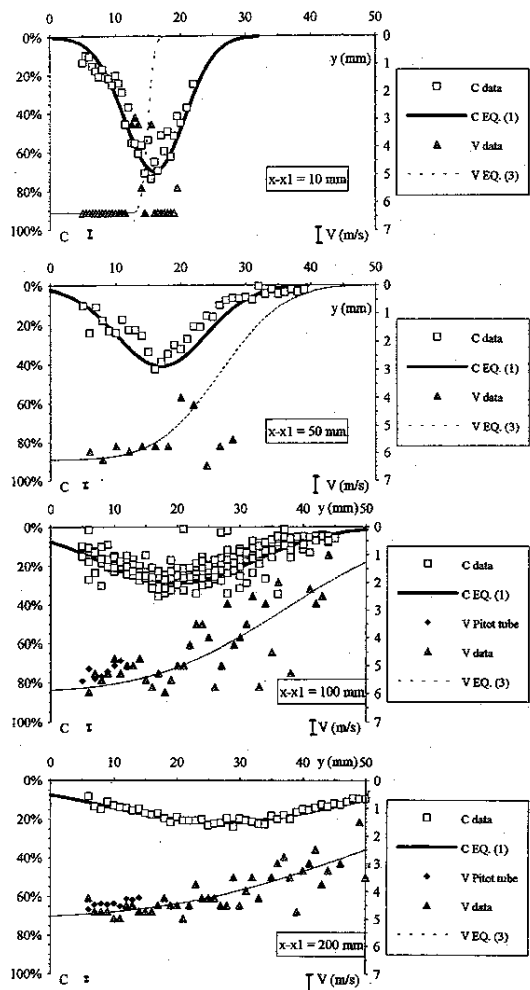 0 10 20 30 40 50
0% 0
y (mm)
1
20%
2
40% 3
60% 4
5
80%
x-x1 = 10 mm
6
100% C V (m/s) 7
C data
C EQ. (1)
V data
V EQ. (3)
0 10 20 30 40 50
0% 0
1
20%
2
40% 3
4
60%
5
80%
x-x1 = 50 mm
6
100% 7
C V (m/s)
C data
C EQ. (1)
V data
V EQ. (3)
y (mm)
0 10 20 30 40 50
0% 0
1
20%
2
40% 3
60% 4
5
80%
x-x1 = 100 mm
6
100% C V (m/s) 7
C data
C EQ. (1)
V Pitot tube
V data
V EQ. (3)
0 10 20 30 40 y (mm) 50
0% 0
1
20%
2
40% 3
60% 4
5
80%
x-x1 = 200 mm
6
100% C V (m/s) 7
C data
C EQ. (1)
V Pitot tube
V data
V EQ. (3)